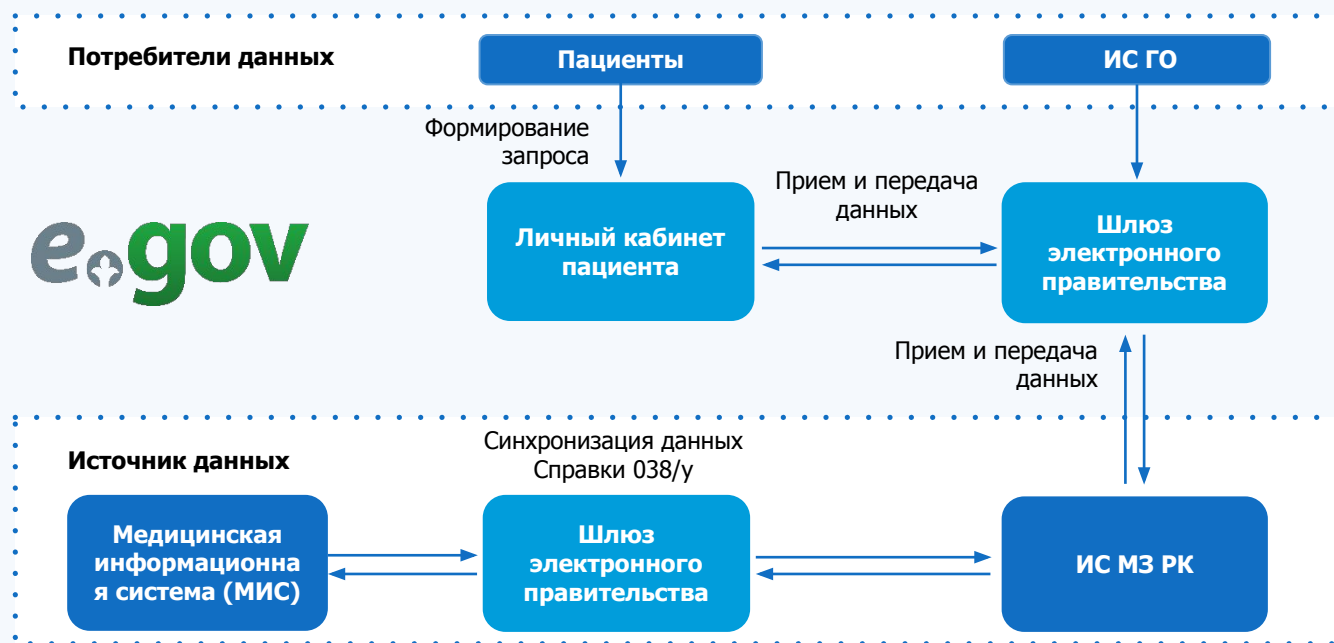 Потребители данных
Пациенты
ИС ГО
Формирование
запроса
Прием и передача
данных
e.gov
Личный кабинет
пациента
Шлюз
электронного
правительства
Прием и передача
данных
Синхронизация данных
Справки 038/у
Источник данных
Медицинская
информационна
я система (МИС)
Шлюз
электронного
правительства
ИС МЗ РК